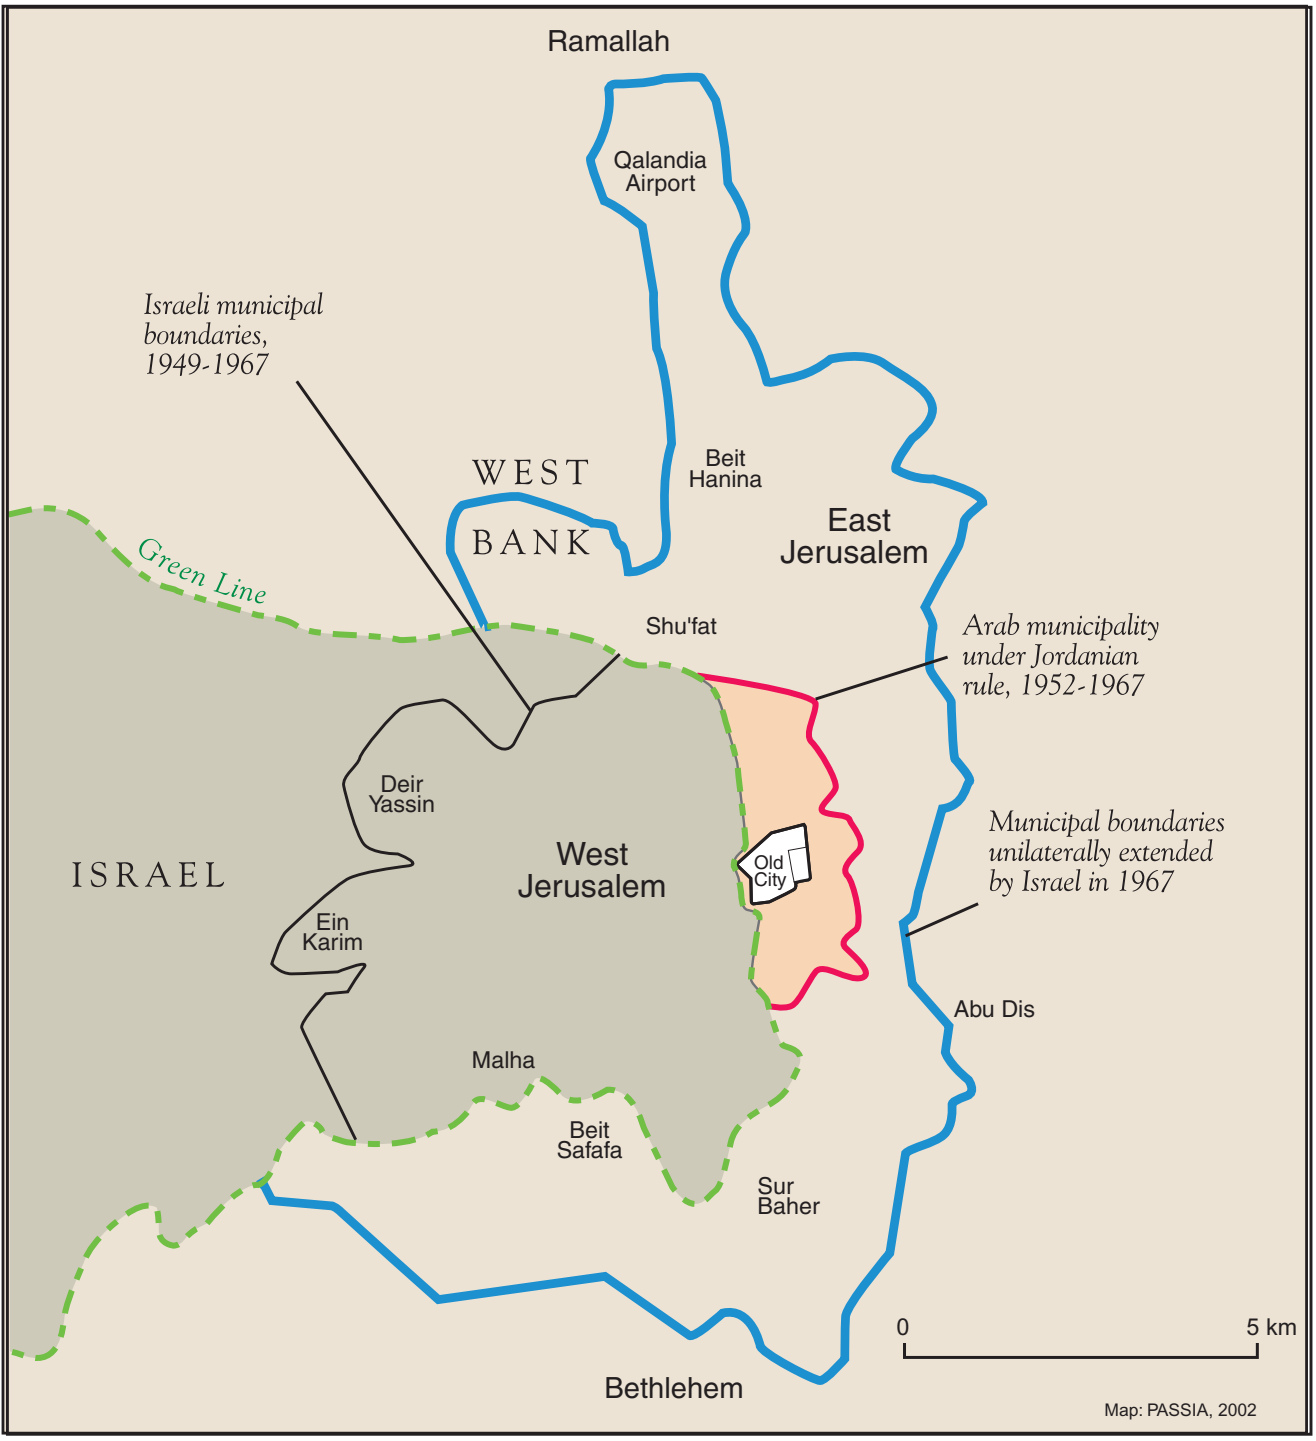 Ramallah
Qalandia
Airport
Israeli municipal
boundaries,
1949-1967
WEST
BANK
Beit
Hanina
East
Jerusalem
Green Line
Shu'fat
Arab municipality
under Jordanian
rule, 1952-1967
Deir
Yassin
Municipal boundaries
unilaterally extended
by Israel in 1967
ISRAEL
West
Jerusalem
Old
City
Ein
Karim
Abu Dis
Malha
Beit
Safafa
Sur
Baher
0
5 km
Bethlehem
Map: PASSIA, 2002